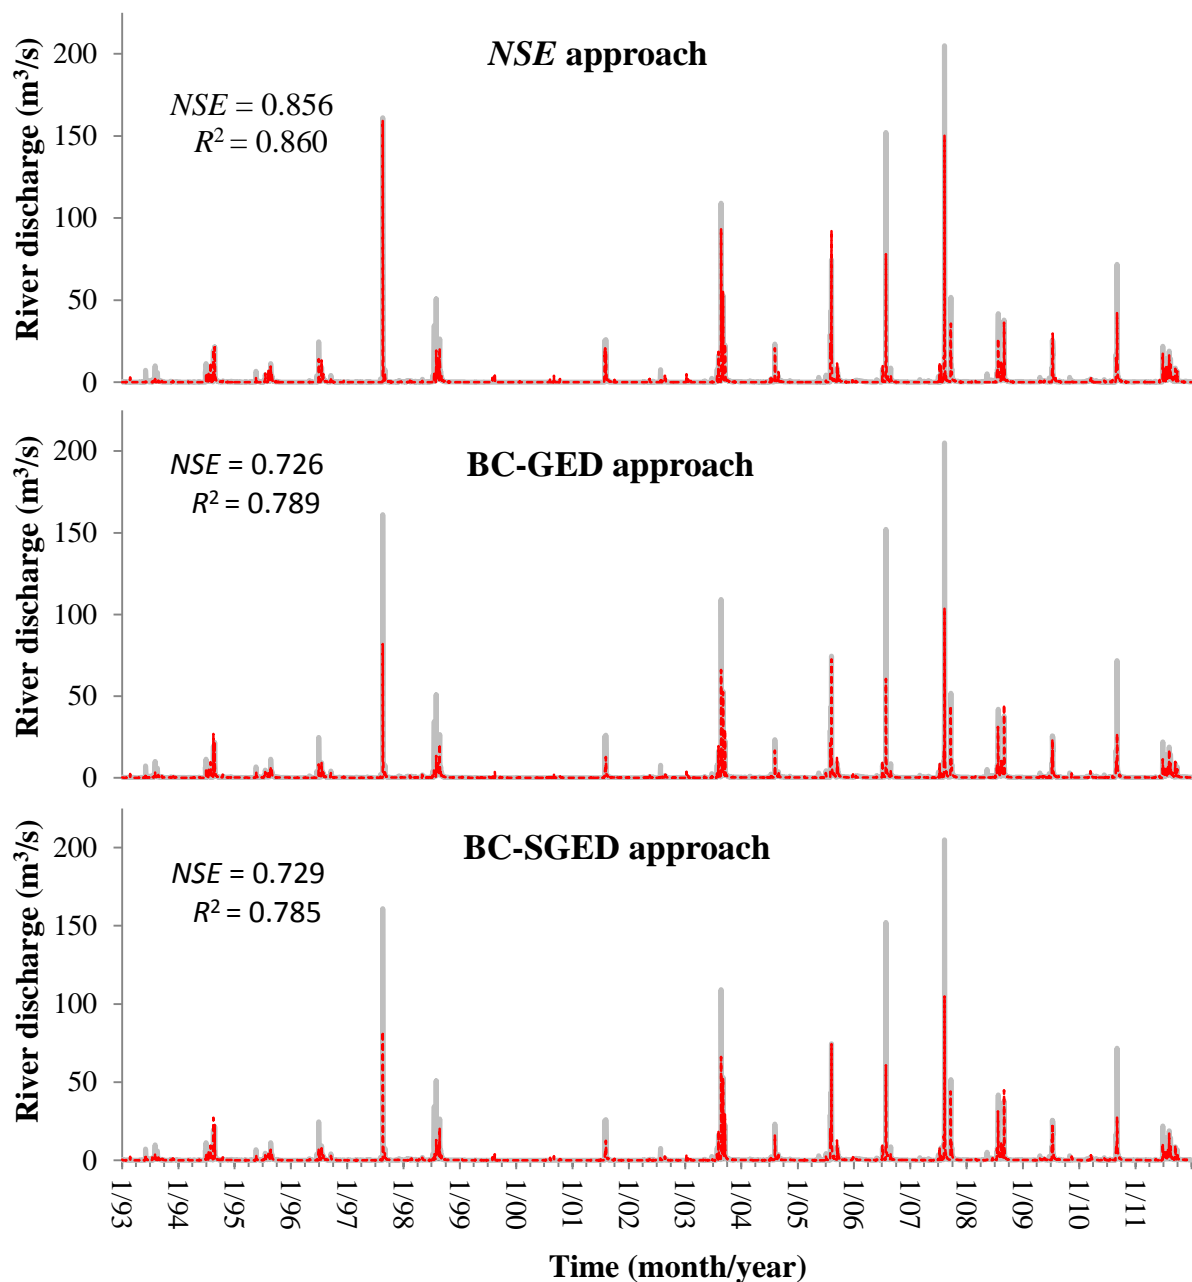 NSE approach
NSE = 0.856
R² = 0.860
River discharge (m³/s)
200
150
100
50
0
BC-GED approach
NSE = 0.726
R² = 0.789
River discharge (m³/s)
200
150
100
50
0
BC-SGED approach
NSE = 0.729
R² = 0.785
River discharge (m³/s)
200
150
100
50
0
1/93
1/94
1/95
1/96
1/97
1/98
1/99
1/00
1/01
1/02
1/03
1/04
1/05
1/06
1/07
1/08
1/09
1/10
1/11
Time (month/year)